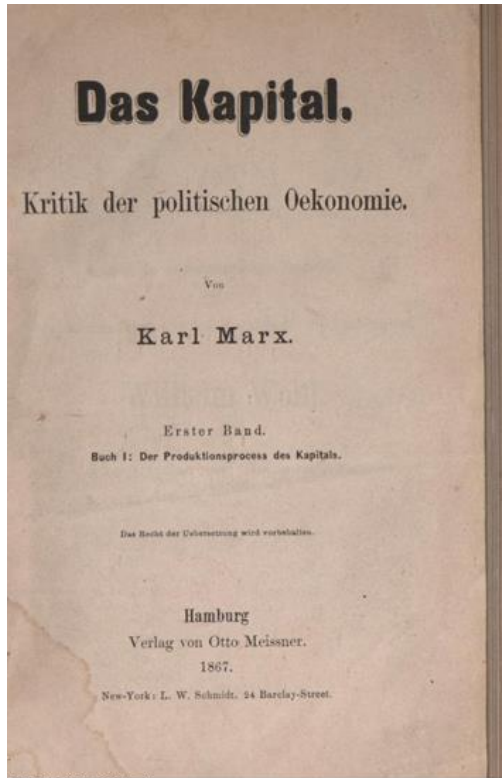 Das Kapital.
Kritik der politischen Oekonomie.
Von
Karl Marx.
Erster Band.
Buch I: Der Produktionsprocess des Kapitals.
Das Recht der Uebersetzung wird vorbehalten.
Hamburg
Verlag von Otto Meissner.
1867.
New-York: L. W. Schmidt. 24 Barclay-Street.